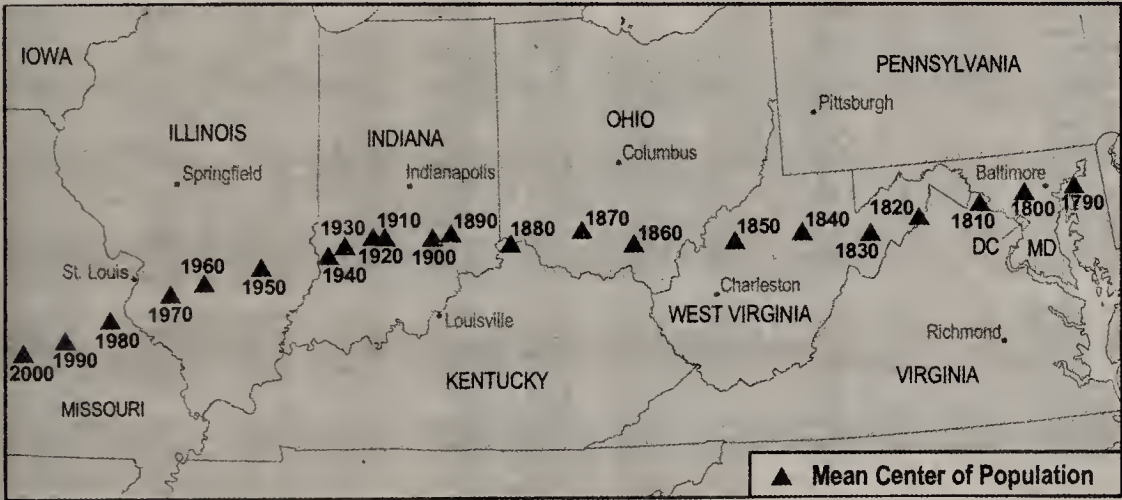 IOWA
PENNSYLVANIA
Pittsburgh
ILLINOIS
INDIANA
OHIO
Columbus
Springfield
Indianapolis
Baltimore
1790
1800
1810
1820
1930
1910
1890
1870
1850
1840
1880
1860
1830
1940
1920
1900
DC
MD
St. Louis
1960
1950
1970
Charleston
WEST VIRGINIA
Louisville
Richmond
1980
1990
2000
KENTUCKY
VIRGINIA
MISSOURI
Mean Center of Population